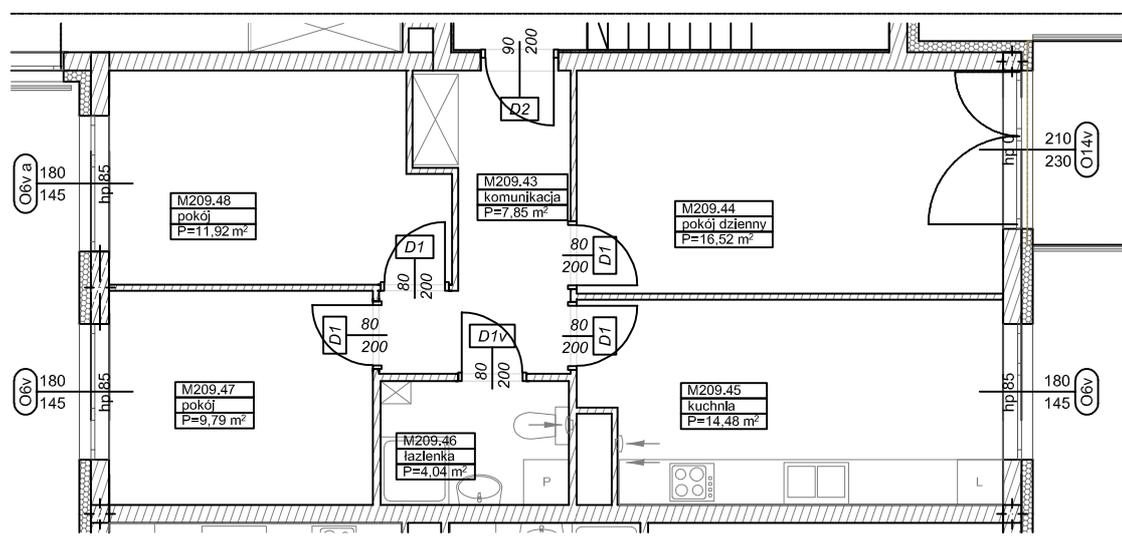 90
200
D2
O6v a
180
145
hp 85
M209.48
pokój
P=11,92 m²
M209.43
komunikacja
P=7,85 m²
M209.44
pokój dzienny
P=16,52 m²
hp 0
210
230
O14v
D1
80
200
80
200
D1
D1
80
200
D1v
80
200
80
200
D1
O6v
180
145
hp 85
M209.47
pokój
P=9,79 m²
M209.46
łazienka
P=4,04 m²
P
M209.45
kuchnia
P=14,48 m²
L
hp 85
180
145
O6v